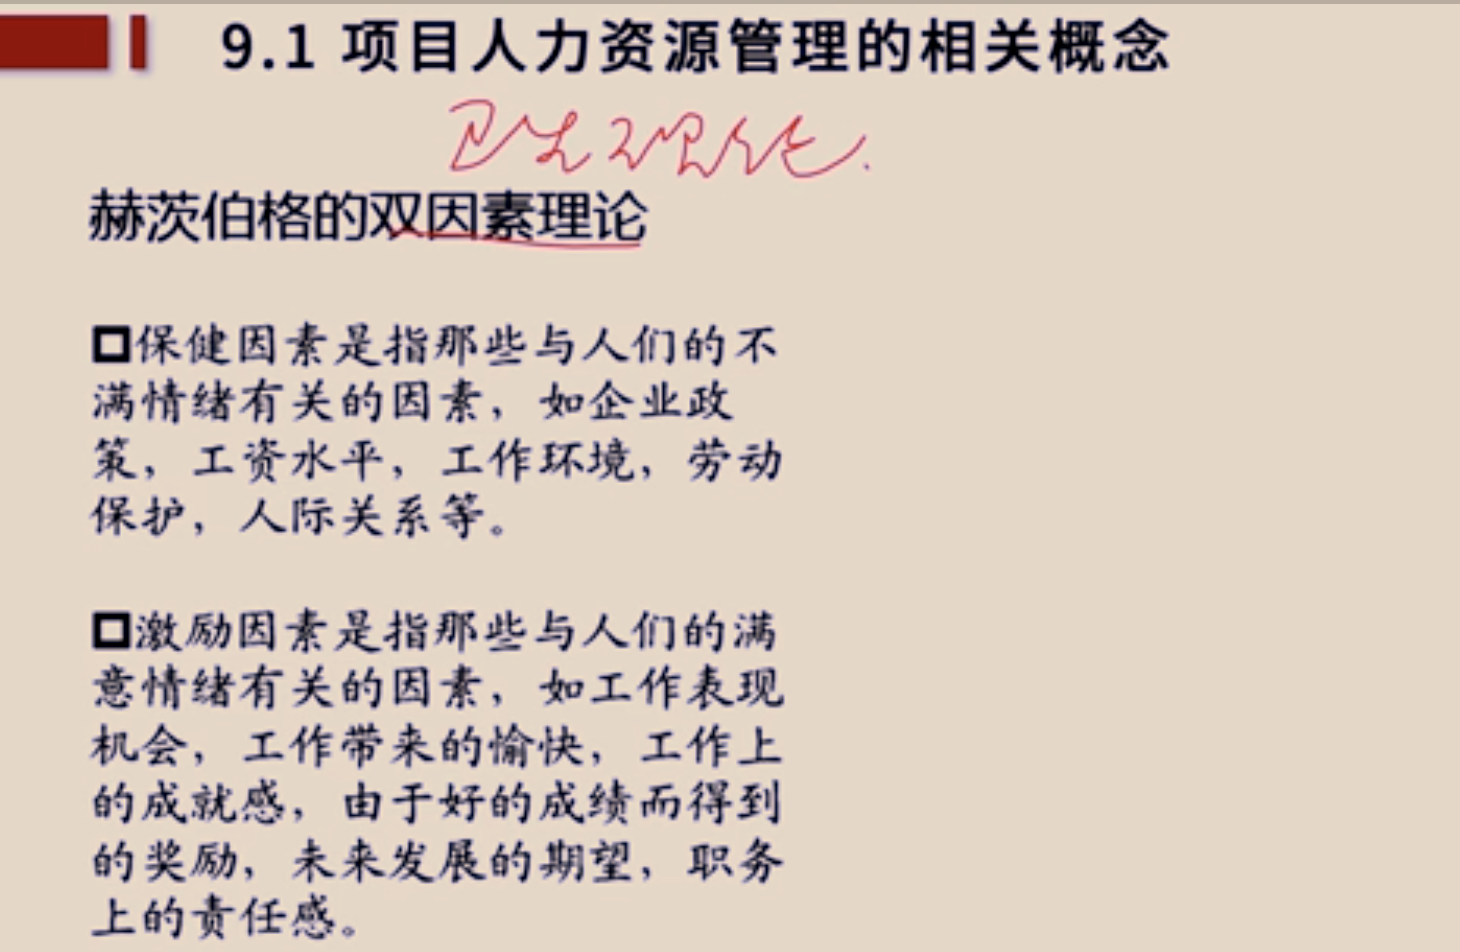 9.1 项目人力资源管理的相关概念
卫生理论.
赫茨伯格的双因素理论
保健因素是指那些与人们的不
满情绪有关的因素，如企业政
策，工资水平，工作环境，劳动
保护，人际关系等。
激励因素是指那些与人们的满
意情绪有关的因素，如工作表现
机会，工作带来的愉快，工作上
的成就感，由于好的成绩而得到
的奖励，未来发展的期望，职务
上的责任感。